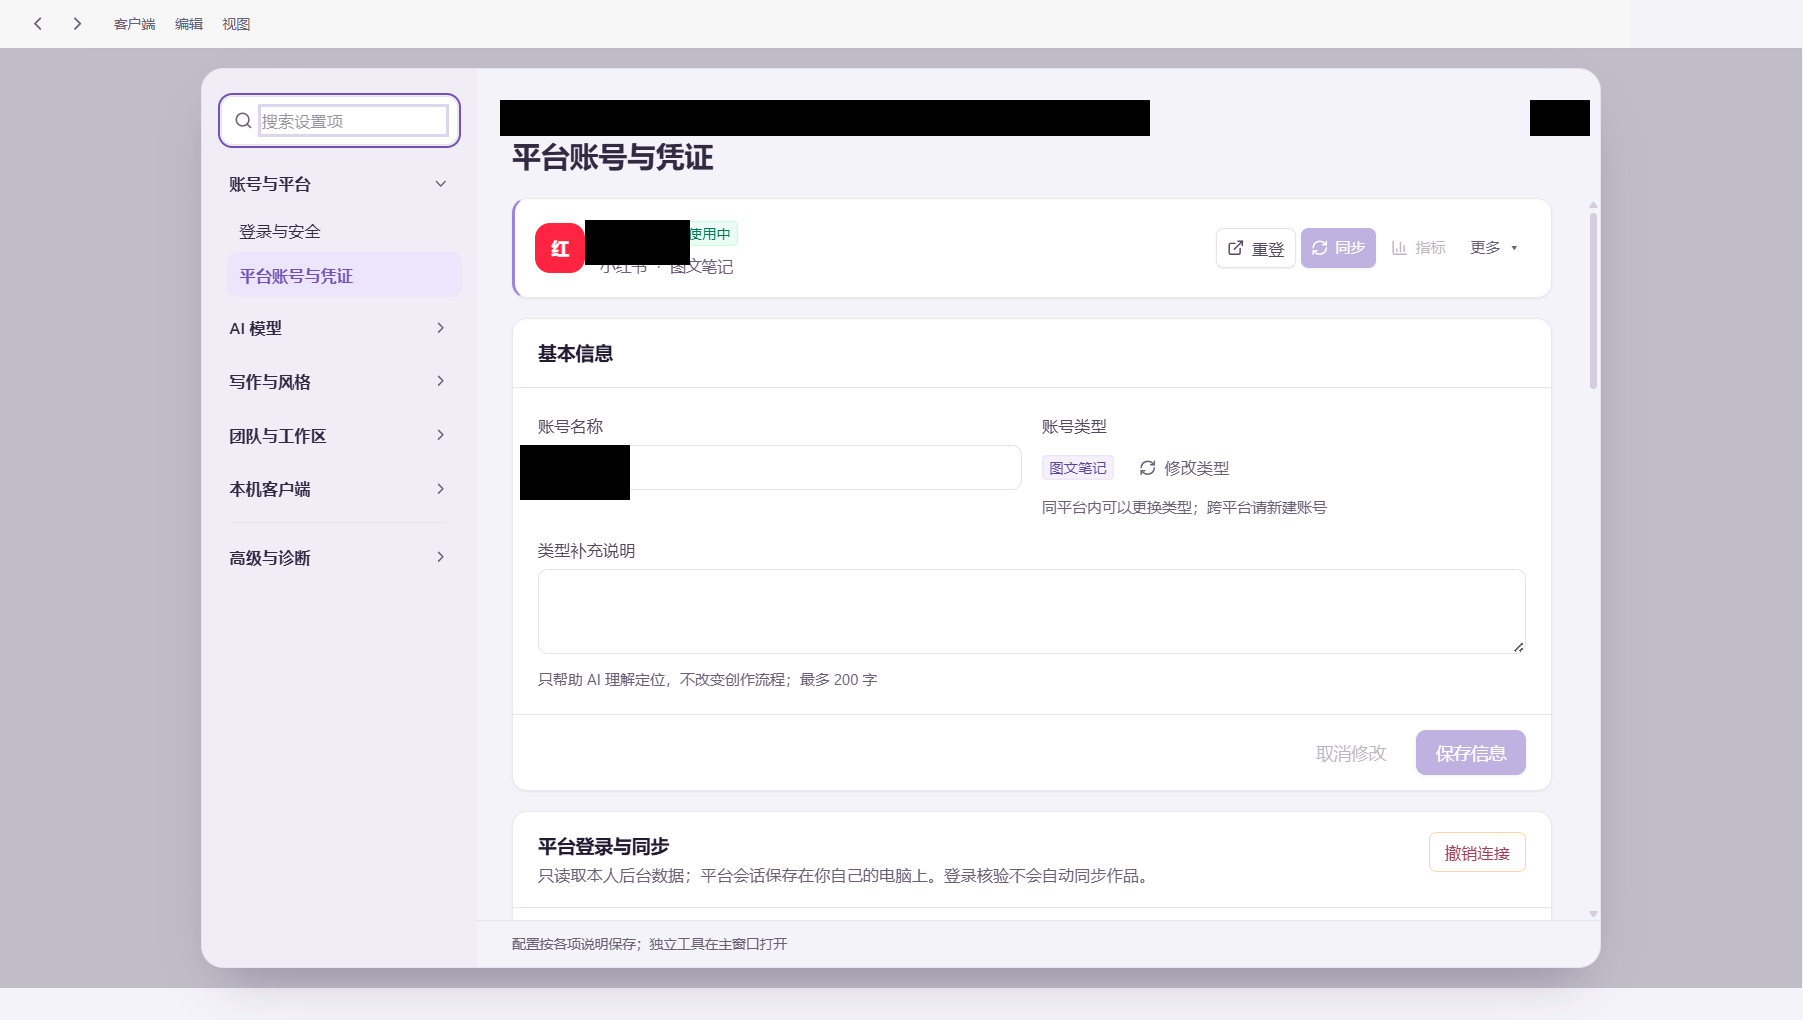 客户端 编辑 视图
搜索设置项
账号与平台
登录与安全
平台账号与凭证
AI 模型
写作与风格
团队与工作区
本机客户端
高级与诊断
平台账号与凭证
红
使用中
小红书 · 图文笔记
重登 同步 指标 更多
基本信息
账号名称
账号类型
图文笔记 修改类型
同平台内可以更换类型；跨平台请新建账号
类型补充说明
只帮助 AI 理解定位，不改变创作流程；最多 200 字
取消修改 保存信息
平台登录与同步
只读取本人后台数据；平台会话保存在你自己的电脑上。登录核验不会自动同步作品。
撤销连接
配置按各项说明保存；独立工具在主窗口打开